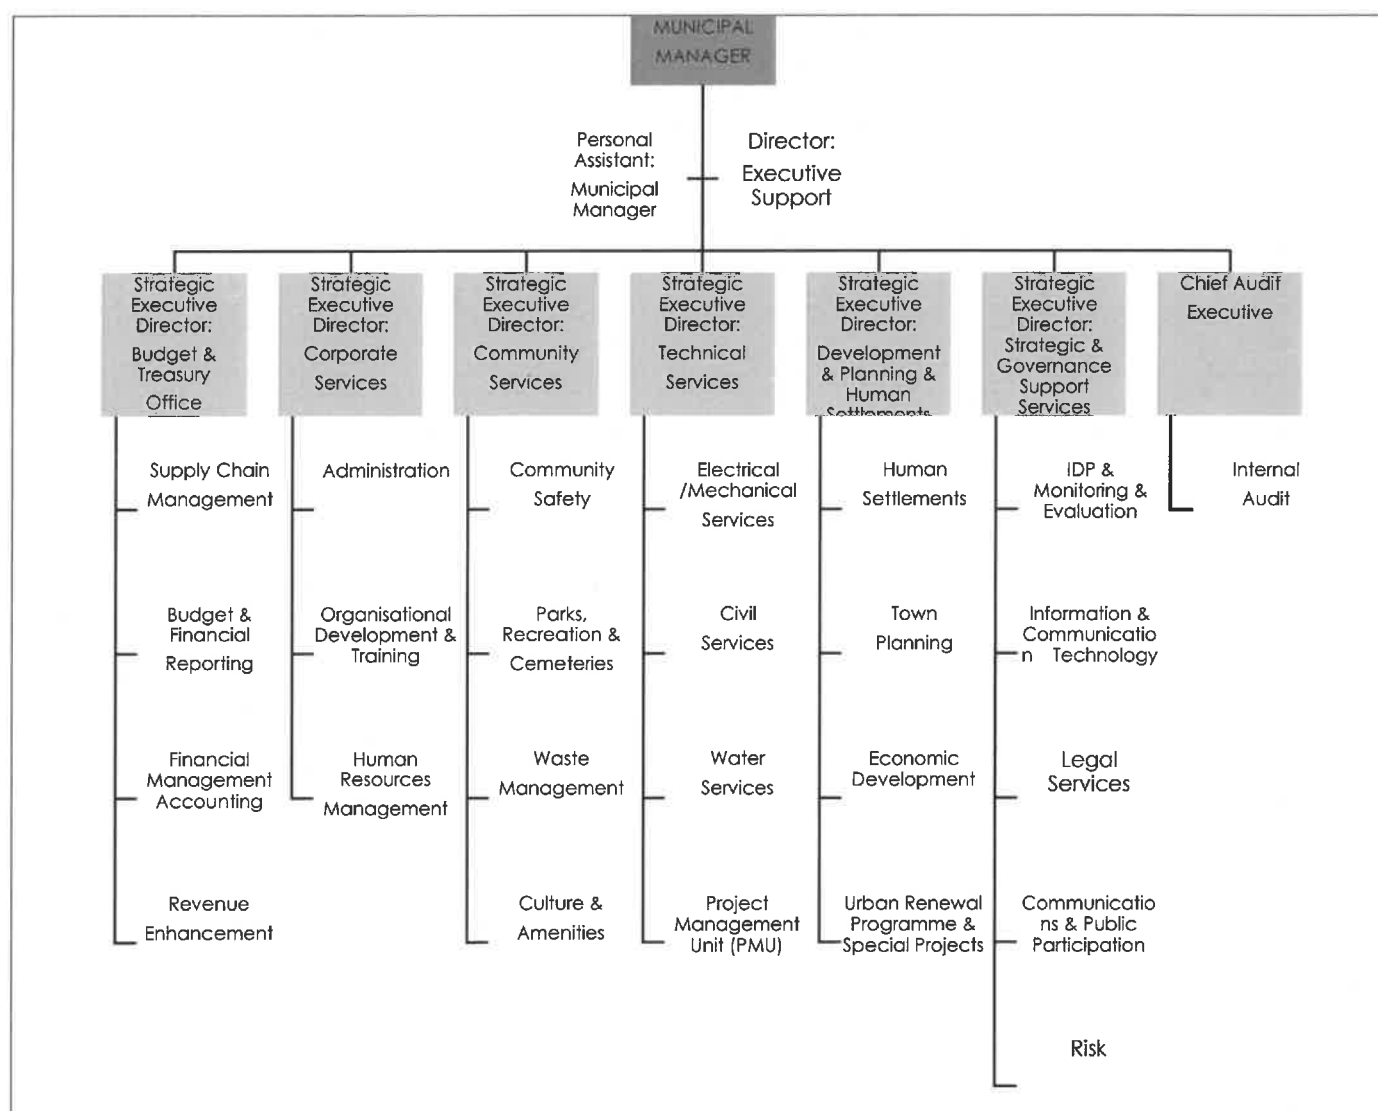 MUNICIPAL
MANAGER
Personal
Assistant:
Municipal
Manager
Director:
Executive
Support
Strategic
Executive
Director:
Budget &
Treasury
Office
Strategic
Executive
Director:
Corporate
Services
Strategic
Executive
Director:
Community
Services
Strategic
Executive
Director:
Technical
Services
Strategic
Executive
Director:
Development
& Planning &
Human
Settlements
Strategic
Executive
Director:
Strategic &
Governance
Support
Services
Chief Audit
Executive
Supply Chain
Management
Budget &
Financial
Reporting
Financial
Management
Accounting
Revenue
Enhancement
Administration
Organisational
Development &
Training
Human
Resources
Management
Community
Safety
Parks,
Recreation &
Cemeteries
Waste
Management
Culture &
Amenities
Electrical
/Mechanical
Services
Civil
Services
Water
Services
Project
Management
Unit (PMU)
Human
Settlements
Town
Planning
Economic
Development
Urban Renewal
Programme &
Special Projects
IDP &
Monitoring &
Evaluation
Information &
Communicatio
n Technology
Legal
Services
Communicatio
ns & Public
Participation
Risk
Internal
Audit